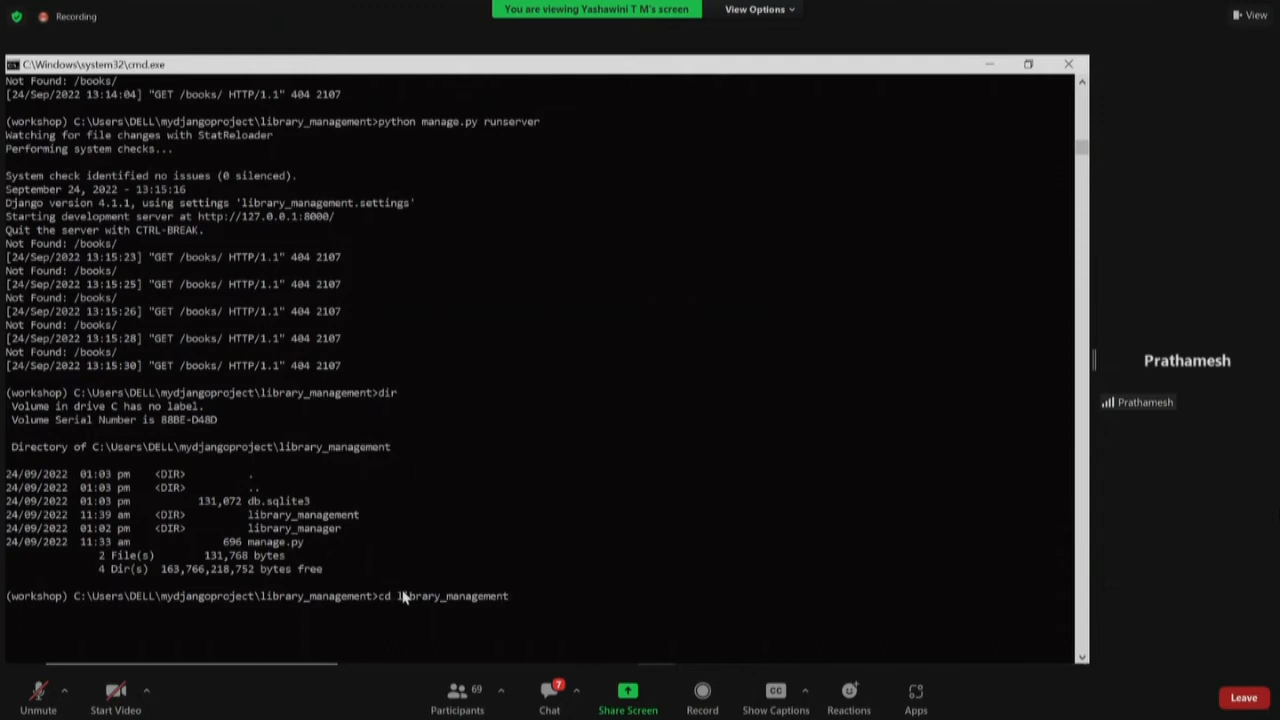 Recording
You are viewing Yashawini T M's screen
View Options
View
C:\Windows\system32\cmd.exe
Not Found: /books/
[24/Sep/2022 13:14:04] "GET /books/ HTTP/1.1" 404 2107
(workshop) C:\Users\DELL\mydjangoproject\library_management>python manage.py runserver
Watching for file changes with StatReloader
Performing system checks...
System check identified no issues (0 silenced).
September 24, 2022 - 13:15:16
Django version 4.1.1, using settings 'library_management.settings'
Starting development server at http://127.0.0.1:8000/
Quit the server with CTRL-BREAK.
Not Found: /books/
[24/Sep/2022 13:15:23] "GET /books/ HTTP/1.1" 404 2107
Not Found: /books/
[24/Sep/2022 13:15:25] "GET /books/ HTTP/1.1" 404 2107
Not Found: /books/
[24/Sep/2022 13:15:26] "GET /books/ HTTP/1.1" 404 2107
Not Found: /books/
[24/Sep/2022 13:15:28] "GET /books/ HTTP/1.1" 404 2107
Not Found: /books/
[24/Sep/2022 13:15:30] "GET /books/ HTTP/1.1" 404 2107
(workshop) C:\Users\DELL\mydjangoproject\library_management>dir
Volume in drive C has no label.
Volume Serial Number is 88BE-D48D
Directory of C:\Users\DELL\mydjangoproject\library_management
24/09/2022 01:03 pm <DIR> .
24/09/2022 01:03 pm <DIR> ..
24/09/2022 01:03 pm 131,072 db.sqlite3
24/09/2022 11:39 am <DIR> library_management
24/09/2022 01:02 pm <DIR> library_manager
24/09/2022 11:33 am 696 manage.py
2 File(s) 131,768 bytes
4 Dir(s) 163,766,218,752 bytes free
(workshop) C:\Users\DELL\mydjangoproject\library_management>cd library_management
Prathamesh
Prathamesh
Unmute
Start Video
69
Participants
7
Chat
Share Screen
Record
CC
Show Captions
Reactions
Apps
Leave